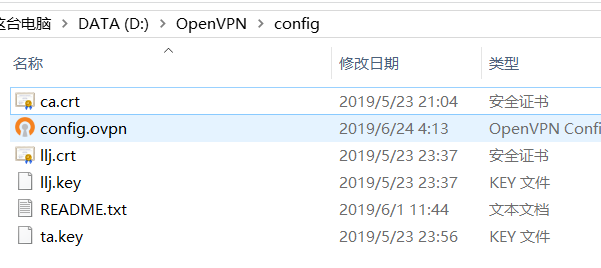 这台电脑 > DATA (D:) > OpenVPN > config
名称 修改日期 类型
ca.crt 2019/5/23 21:04 安全证书
config.ovpn 2019/6/24 4:13 OpenVPN Confi
llj.crt 2019/5/23 23:37 安全证书
llj.key 2019/5/23 23:37 KEY 文件
README.txt 2019/6/1 11:44 文本文档
ta.key 2019/5/23 23:56 KEY 文件